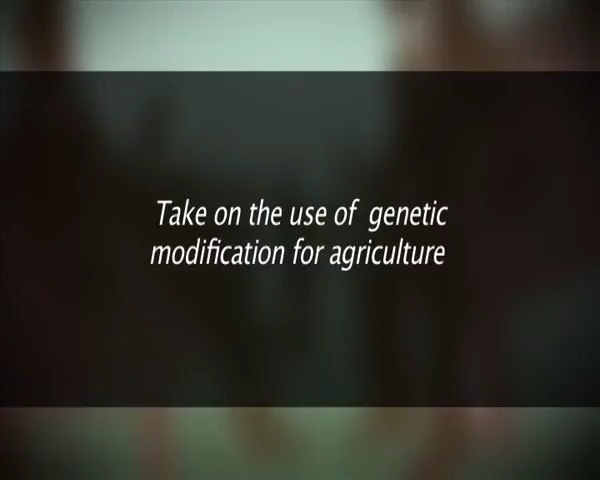 Take on the use of genetic
modification for agriculture